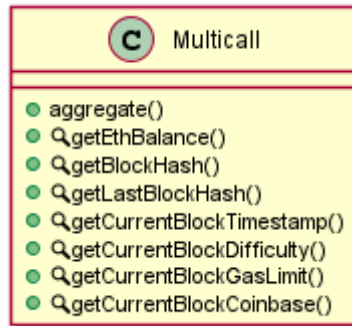 C Multicall
aggregate()
getEthBalance()
getBlockHash()
getLastBlockHash()
getCurrentBlockTimestamp()
getCurrentBlockDifficulty()
getCurrentBlockGasLimit()
getCurrentBlockCoinbase()